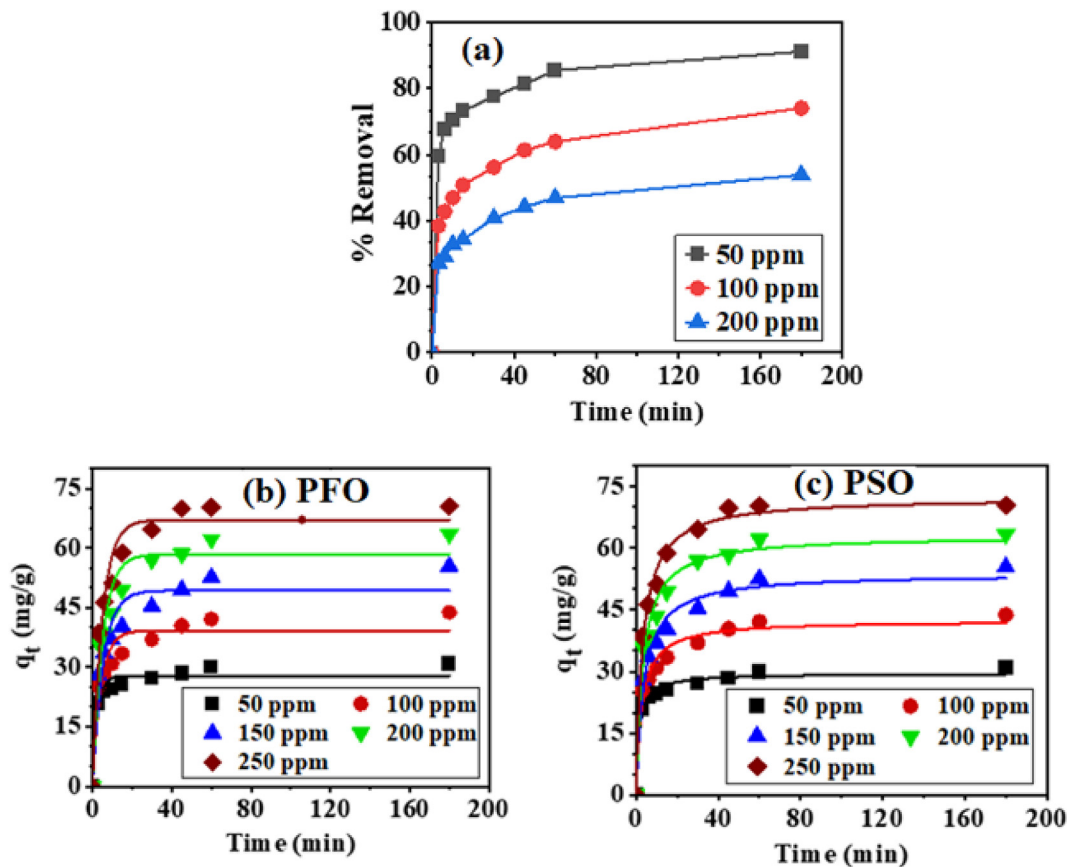 (a)
% Removal
100
80
60
40
20
0
50 ppm
100 ppm
200 ppm
0 40 80 120 160 200
Time (min)
(b) PFO
qt (mg/g)
75
60
45
30
15
0
50 ppm 100 ppm
150 ppm 200 ppm
250 ppm
0 40 80 120 160 200
Time (min)
(c) PSO
qt (mg/g)
75
60
45
30
15
0
50 ppm 100 ppm
150 ppm 200 ppm
250 ppm
0 40 80 120 160 200
Time (min)